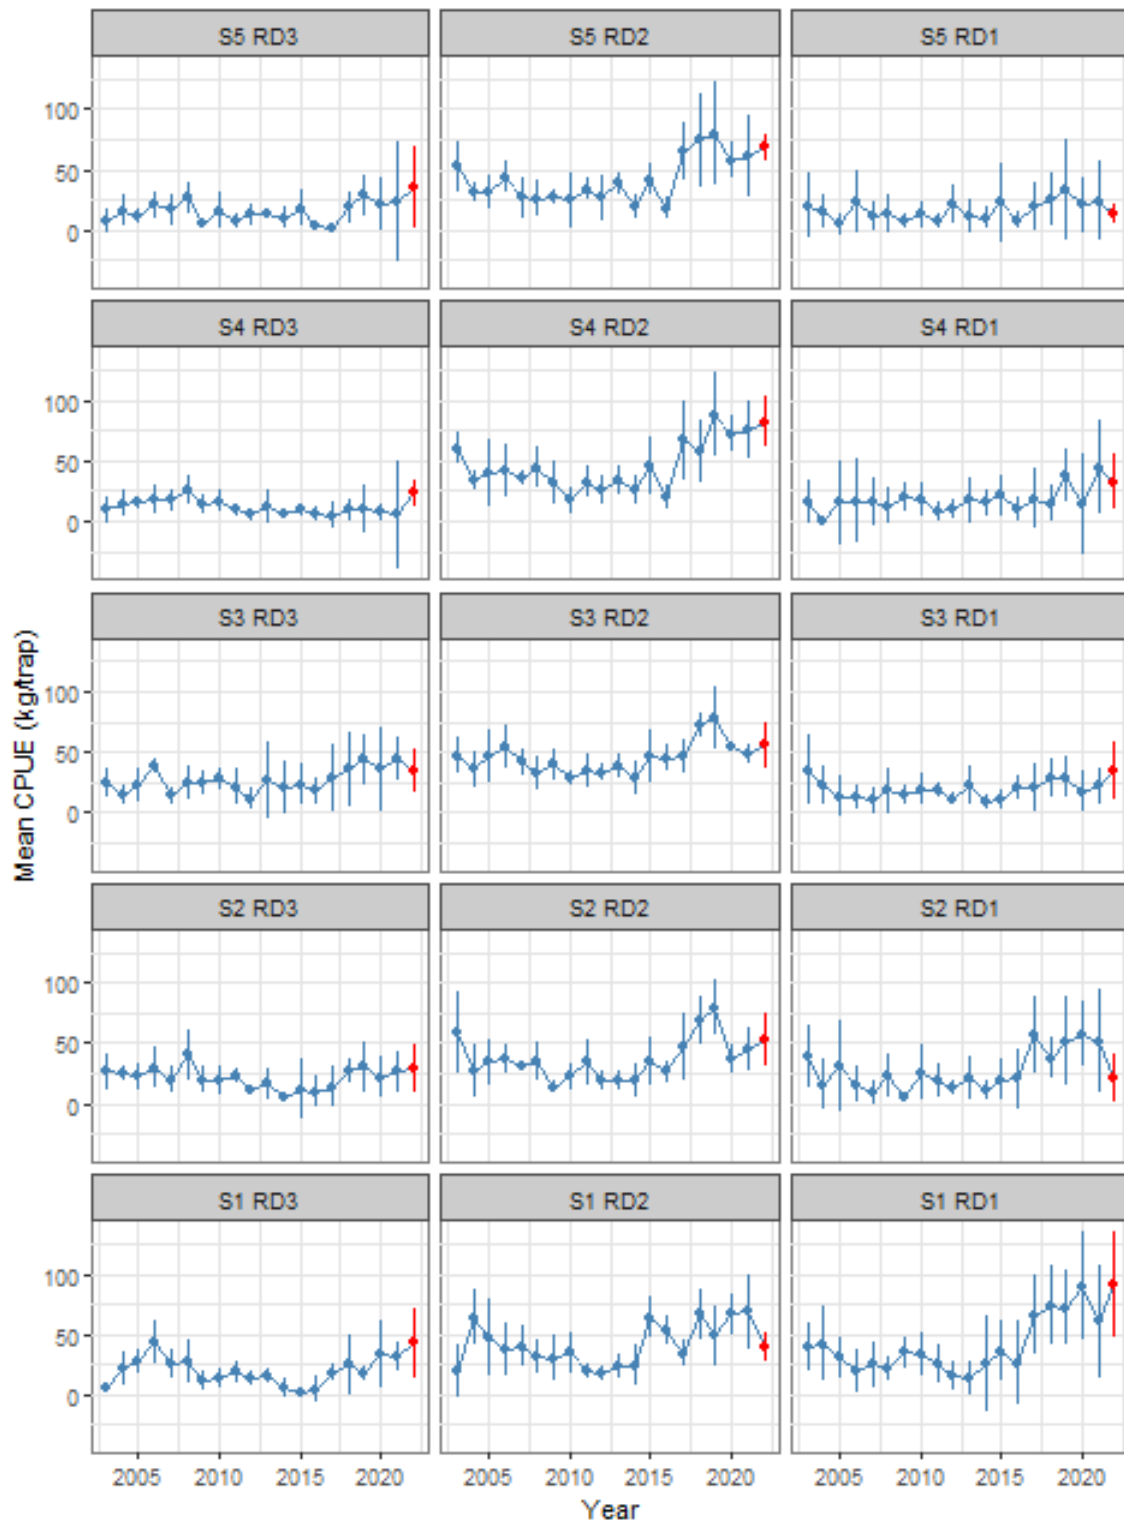 S5 RD3 S5 RD2 S5 RD1
100
50
0
S4 RD3 S4 RD2 S4 RD1
100
50
0
S3 RD3 S3 RD2 S3 RD1
100
50
0
Mean CPUE (kg/trap)
S2 RD3 S2 RD2 S2 RD1
100
50
0
S1 RD3 S1 RD2 S1 RD1
100
50
0
2005 2010 2015 2020 2005 2010 2015 2020 2005 2010 2015 2020
Year